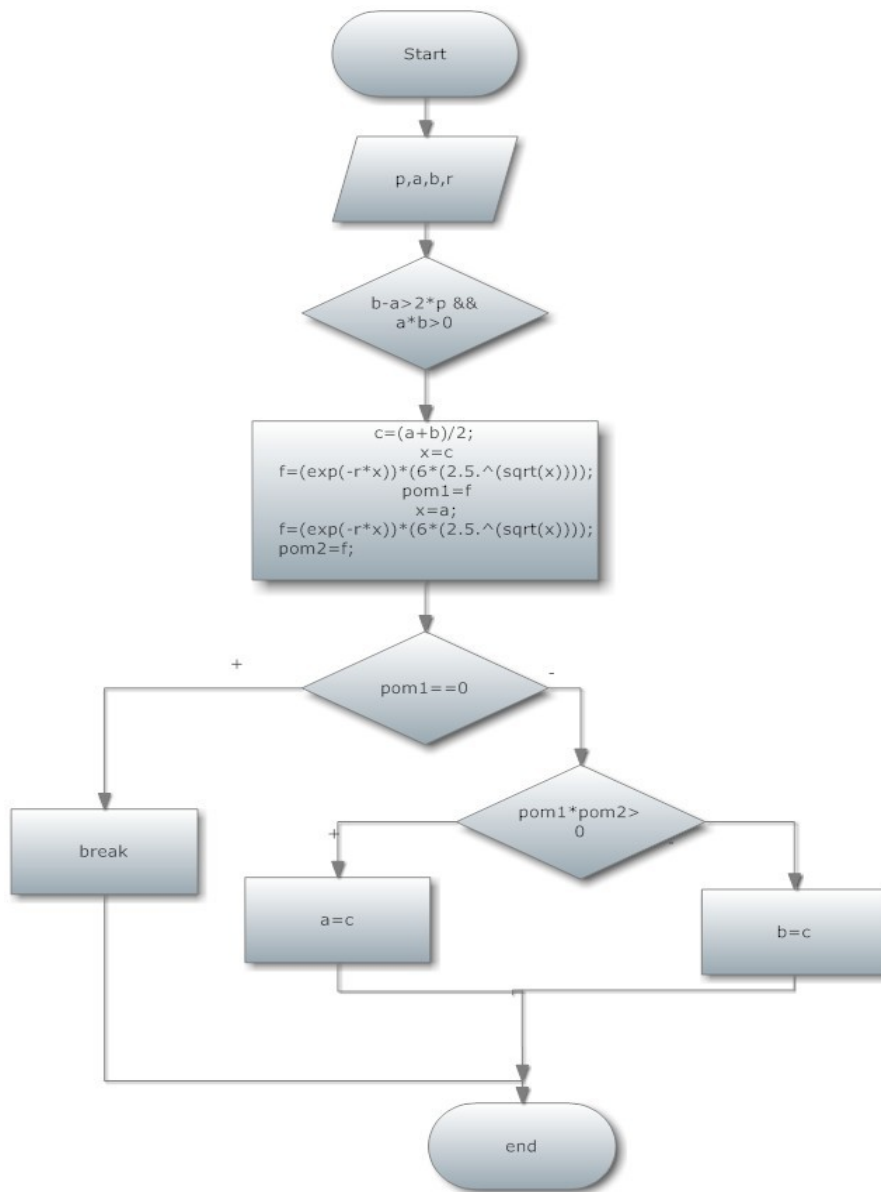 Start
p,a,b,r
b-a>2*p &&
a*b>0
c=(a+b)/2;
x=c
f=(exp(-r*x))*(6*(2.5.^(sqrt(x))));
pom1=f
x=a;
f=(exp(-r*x))*(6*(2.5.^(sqrt(x))));
pom2=f;
+
-
pom1==0
pom1*pom2>
0
+
-
break
a=c
b=c
end